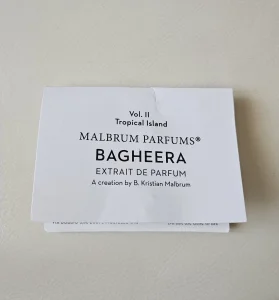 Vol. II
Tropical Island
MALBRUM PARFUMS®
BAGHEERA
EXTRAIT DE PARFUM
A creation by B. Kristian Malbrum